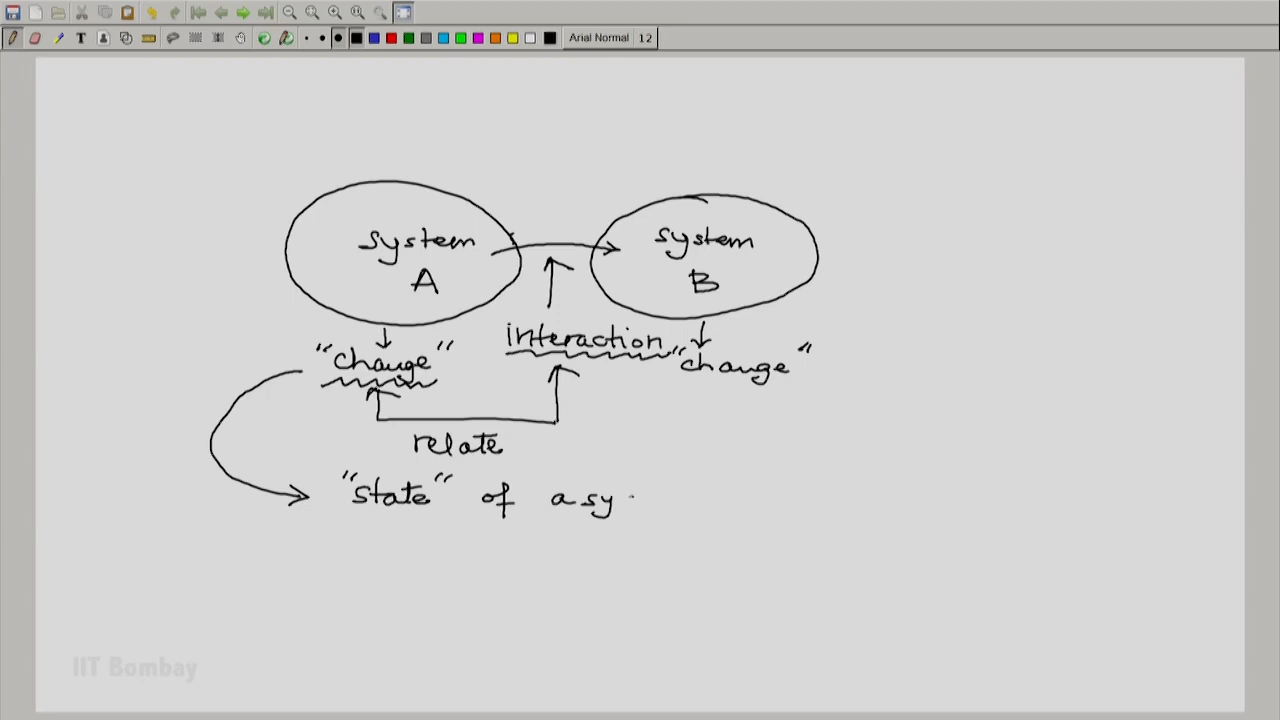 Arial Normal 12
system system
A B
interaction
"change" "change"
relate
"state" of a sy
IIT Bombay